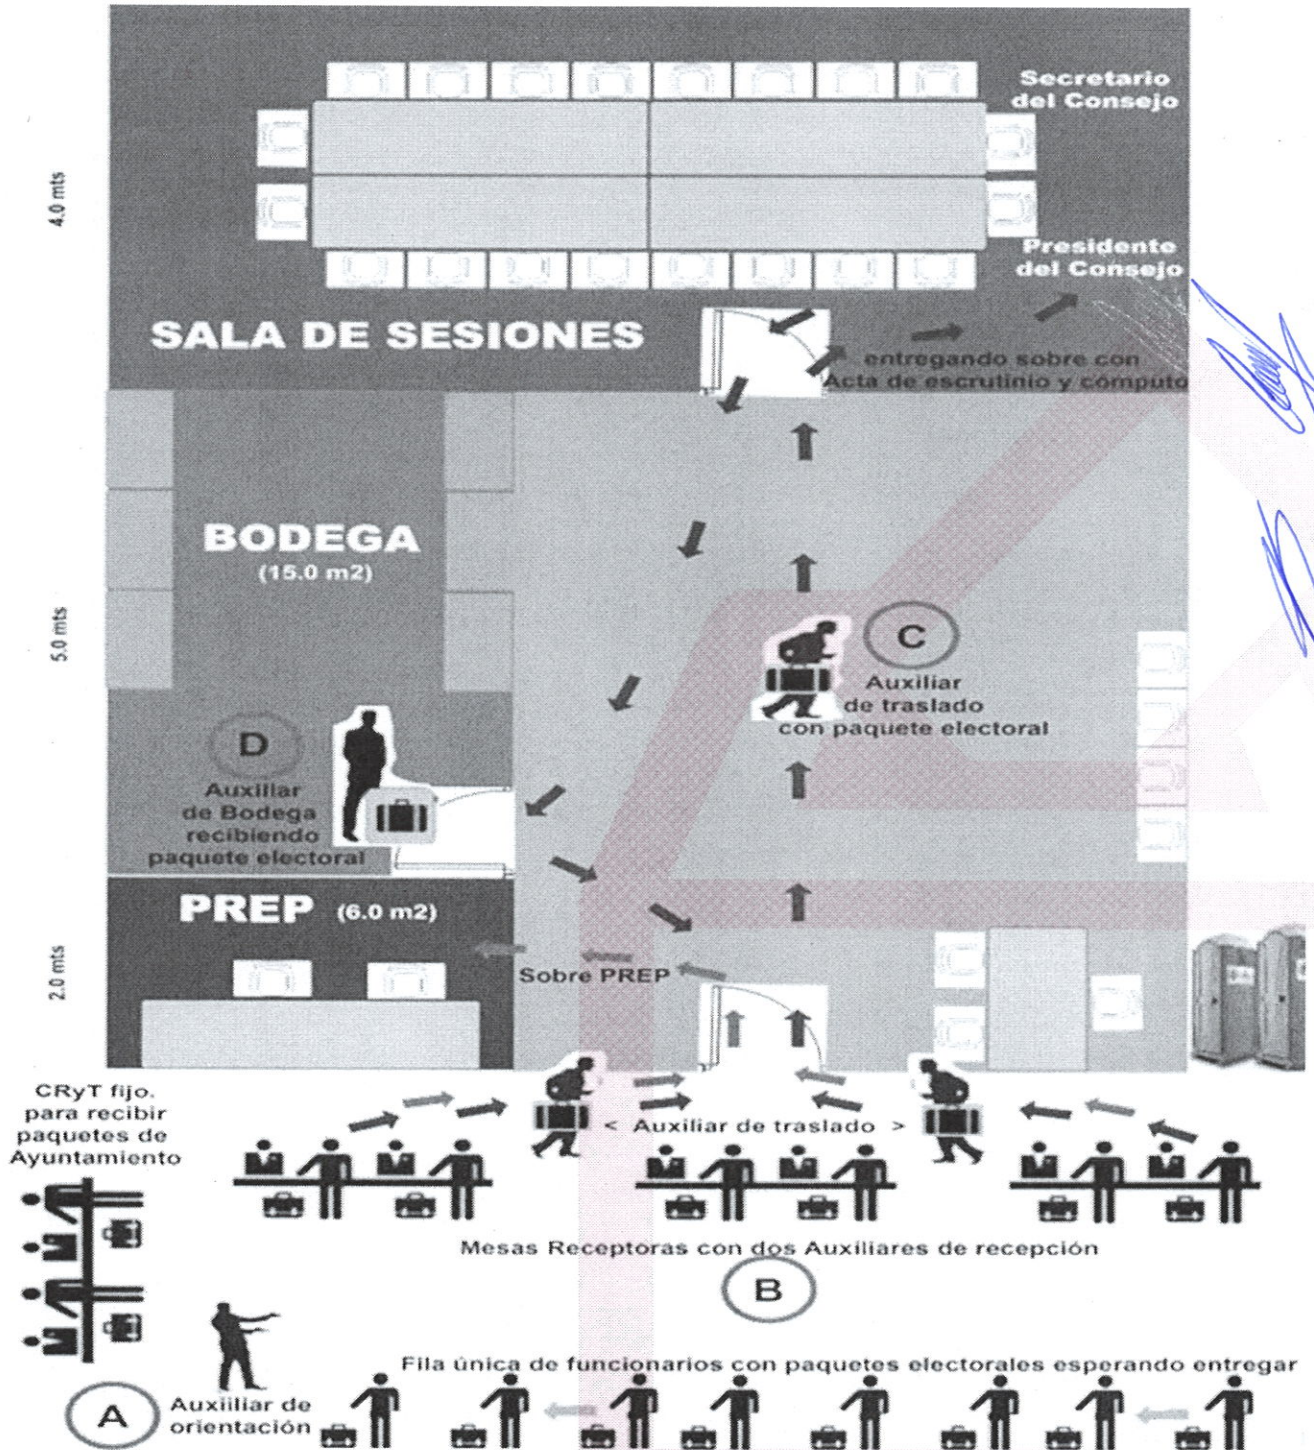 4.0 mts
Secretario
del Consejo
Presidente
del Consejo
SALA DE SESIONES
entregando sobre con
Acta de escrutinio y cómputo
5.0 mts
BODEGA
(15.0 m2)
C
Auxiliar
de traslado
con paquete electoral
D
Auxiliar
de Bodega
recibiendo
paquete electoral
2.0 mts
PREP (6.0 m2)
Sobre PREP
CRyT fijo.
para recibir
paquetes de
Ayuntamiento
< Auxiliar de traslado >
Mesas Receptoras con dos Auxiliares de recepción
B
Fila única de funcionarios con paquetes electorales esperando entregar
A
Auxiiliar de
orientación